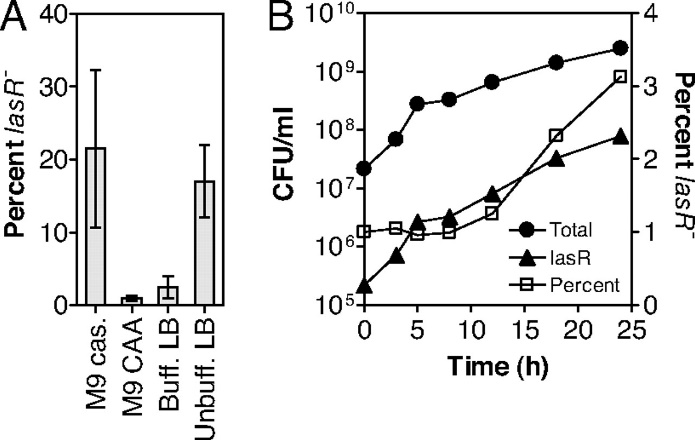 A
Percent lasR-
40
30
20
10
0
M9 cas.
M9 CAA
Buff. LB
Unbuff. LB
B
CFU/ml
10¹⁰
10⁹
10⁸
10⁷
10⁶
10⁵
0 5 10 15 20 25
Time (h)
Total
lasR
Percent
4
3
2
1
0
Percent lasR-